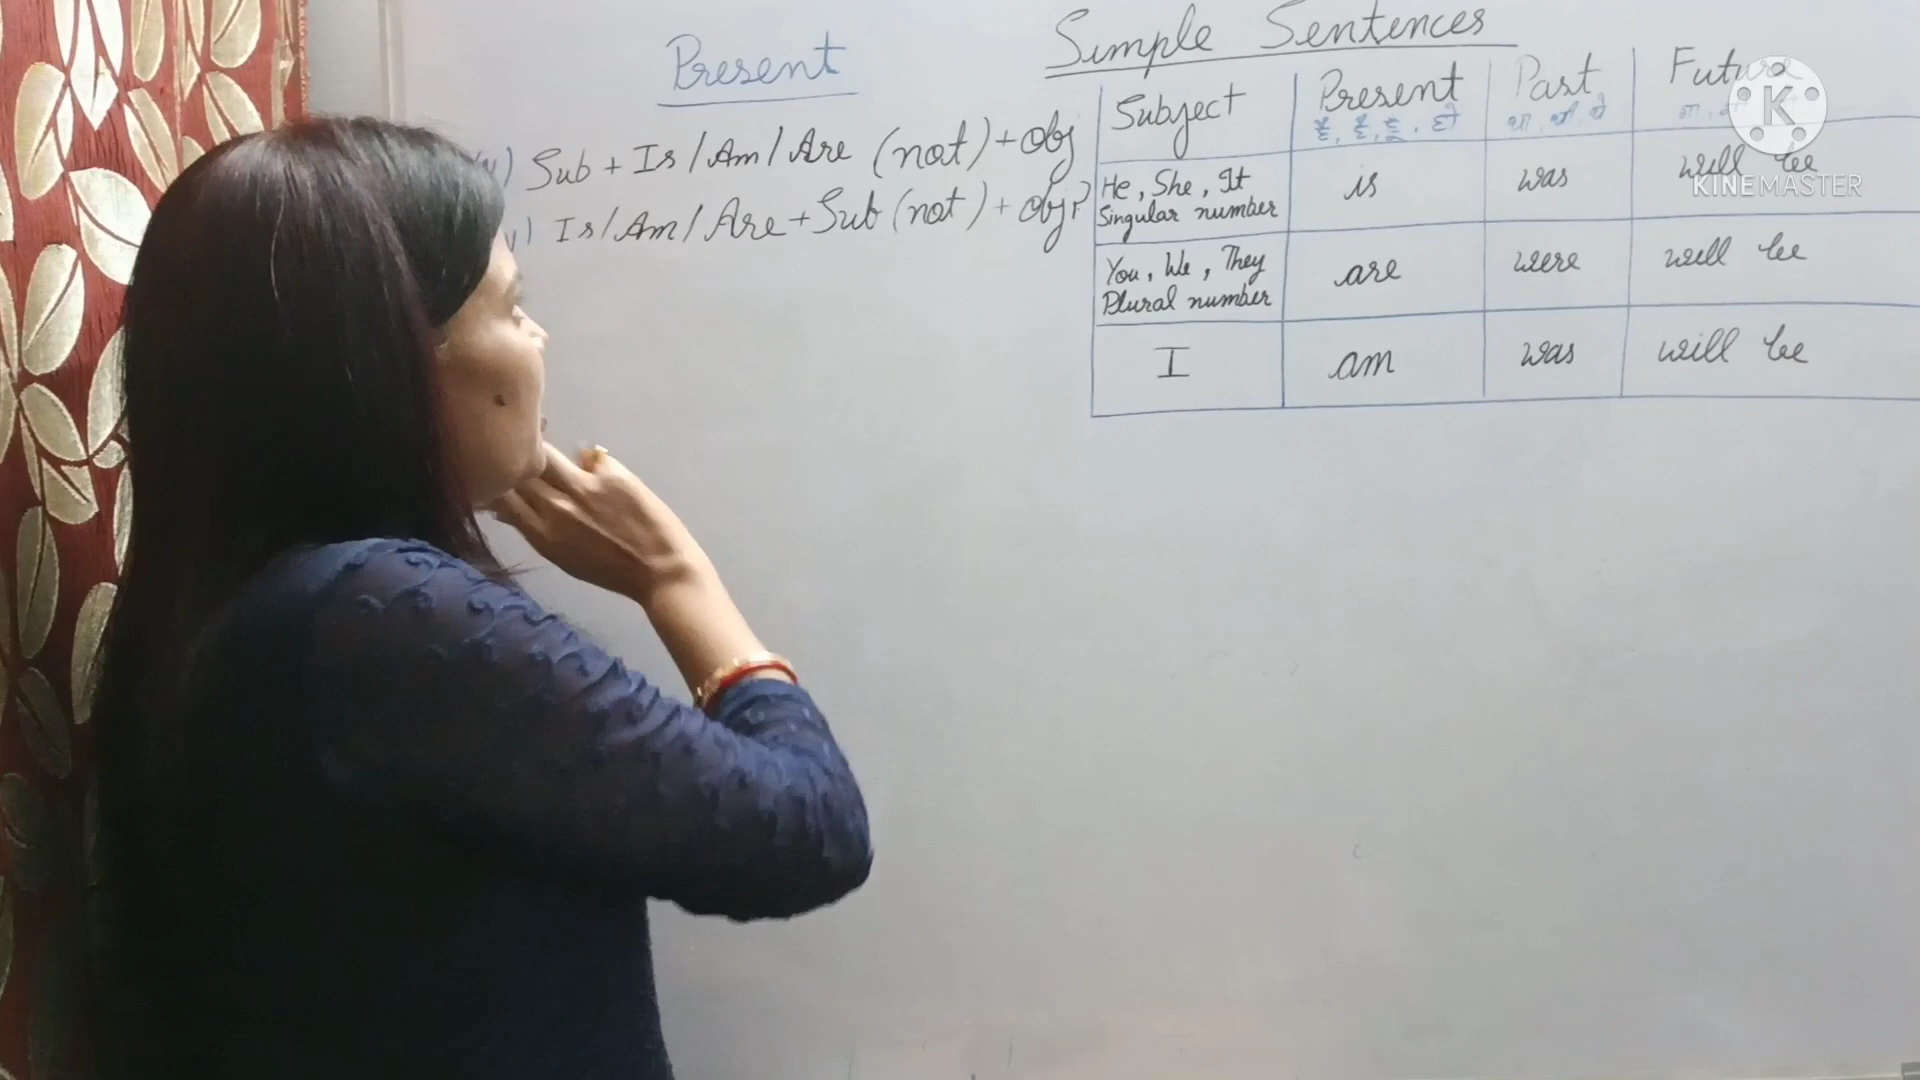 Simple Sentences
Present
Sub + Is / Am / Are (not) + Obj
Is / Am / Are + Sub (not) + Obj ?
Subject Present Past Future
है, हैं, हूँ, हो था, थी, थे
He, She, It is was will be
Singular number
You, We, They are were will be
Plural number
I am was will be
KINEMASTER